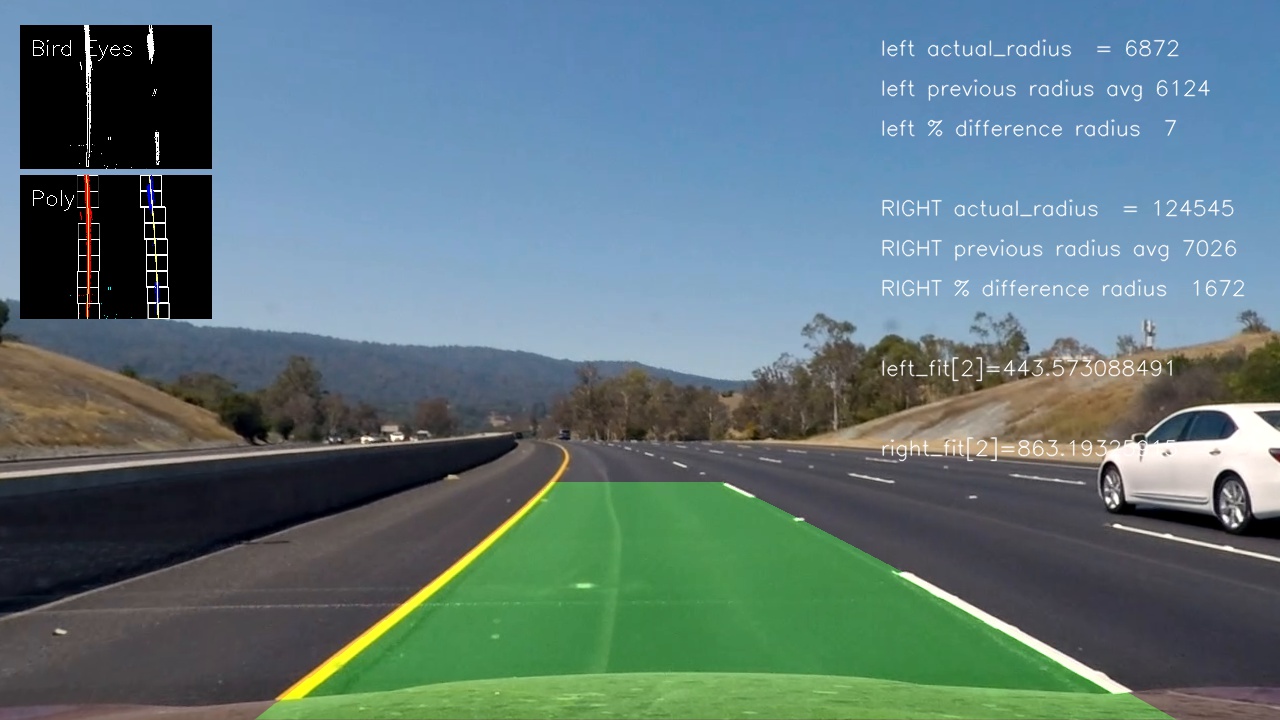 Bird Eyes
Poly
left actual_radius = 6872
left previous radius avg 6124
left % difference radius 7
RIGHT actual_radius = 124545
RIGHT previous radius avg 7026
RIGHT % difference radius 1672
left_fit[2]=443.573088491